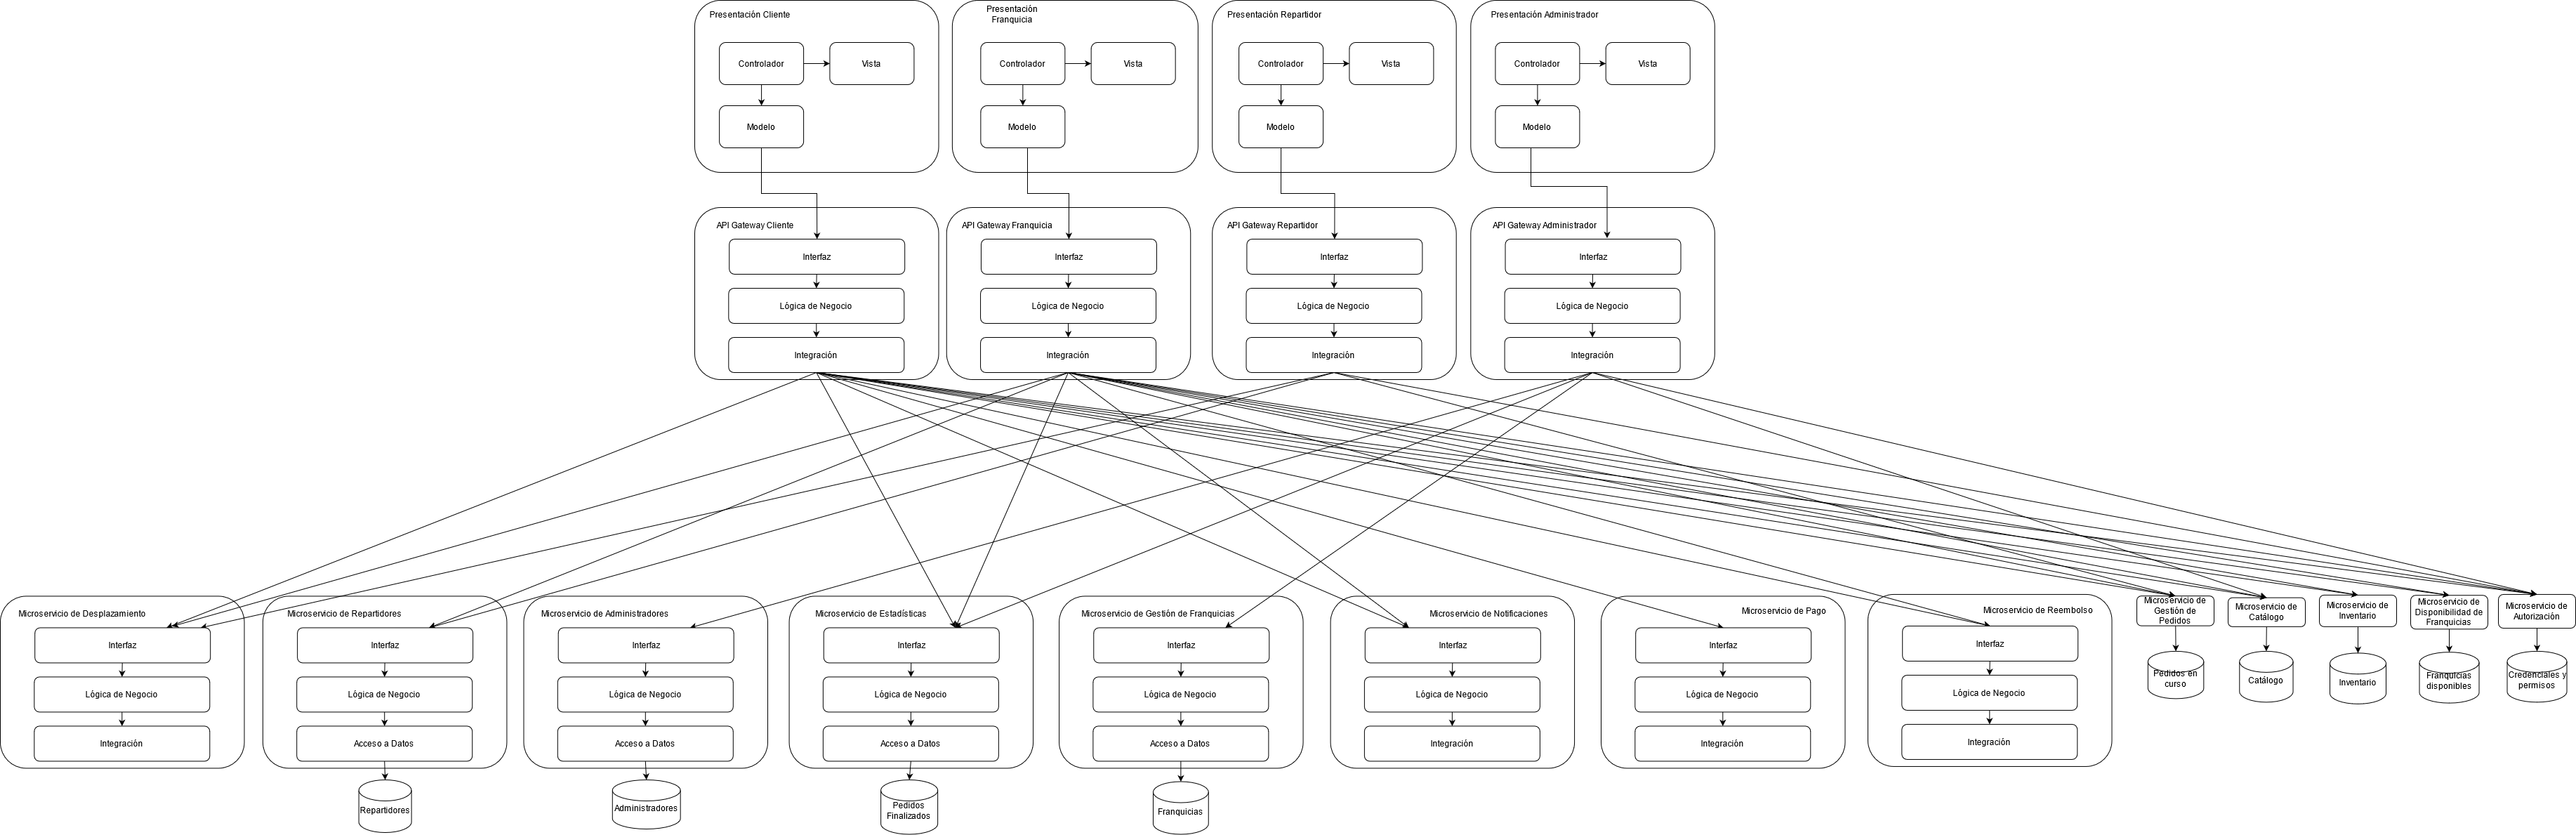 Presentación Cliente
Controlador
Vista
Modelo
Presentación
Franquicia
Controlador
Vista
Modelo
Presentación Repartidor
Controlador
Vista
Modelo
Presentación Administrador
Controlador
Vista
Modelo
API Gateway Cliente
Interfaz
Lógica de Negocio
Integración
API Gateway Franquicia
Interfaz
Lógica de Negocio
Integración
API Gateway Repartidor
Interfaz
Lógica de Negocio
Integración
API Gateway Administrador
Interfaz
Lógica de Negocio
Integración
Microservicio de Desplazamiento
Interfaz
Lógica de Negocio
Integración
Microservicio de Repartidores
Interfaz
Lógica de Negocio
Acceso a Datos
Repartidores
Microservicio de Administradores
Interfaz
Lógica de Negocio
Acceso a Datos
Administradores
Microservicio de Estadísticas
Interfaz
Lógica de Negocio
Acceso a Datos
Pedidos
Finalizados
Microservicio de Gestión de Franquicias
Interfaz
Lógica de Negocio
Acceso a Datos
Franquicias
Microservicio de Notificaciones
Interfaz
Lógica de Negocio
Integración
Microservicio de Pago
Interfaz
Lógica de Negocio
Integración
Microservicio de Reembolso
Interfaz
Lógica de Negocio
Integración
Microservicio de
Gestión de
Pedidos
Pedidos en
curso
Microservicio de
Catálogo
Catálogo
Microservicio de
Inventario
Inventario
Microservicio de
Disponibilidad de
Franquicias
Franquicias
disponibles
Microservicio de
Autorización
Credenciales y
permisos